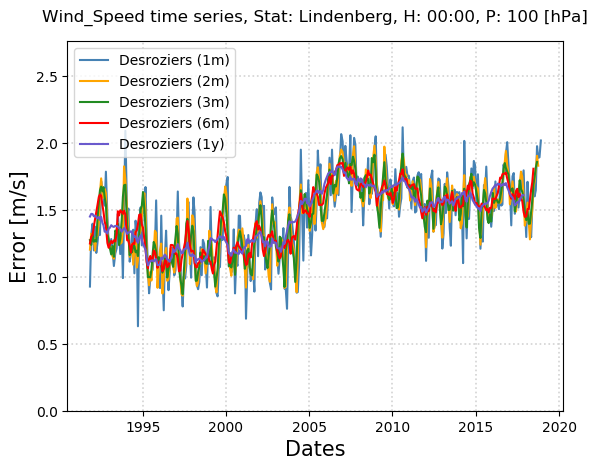 Wind_Speed time series, Stat: Lindenberg, H: 00:00, P: 100 [hPa]
Desroziers (1m)
Desroziers (2m)
Desroziers (3m)
Desroziers (6m)
Desroziers (1y)
Error [m/s]
2.5
2.0
1.5
1.0
0.5
0.0
1995 2000 2005 2010 2015 2020
Dates